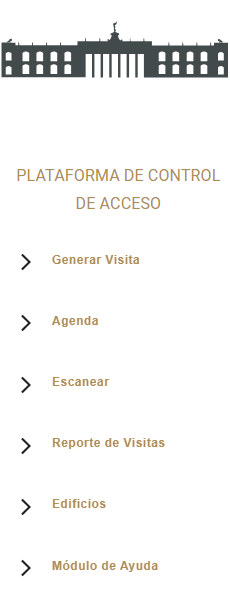 PLATAFORMA DE CONTROL
DE ACCESO
Generar Visita
Agenda
Escanear
Reporte de Visitas
Edificios
Módulo de Ayuda